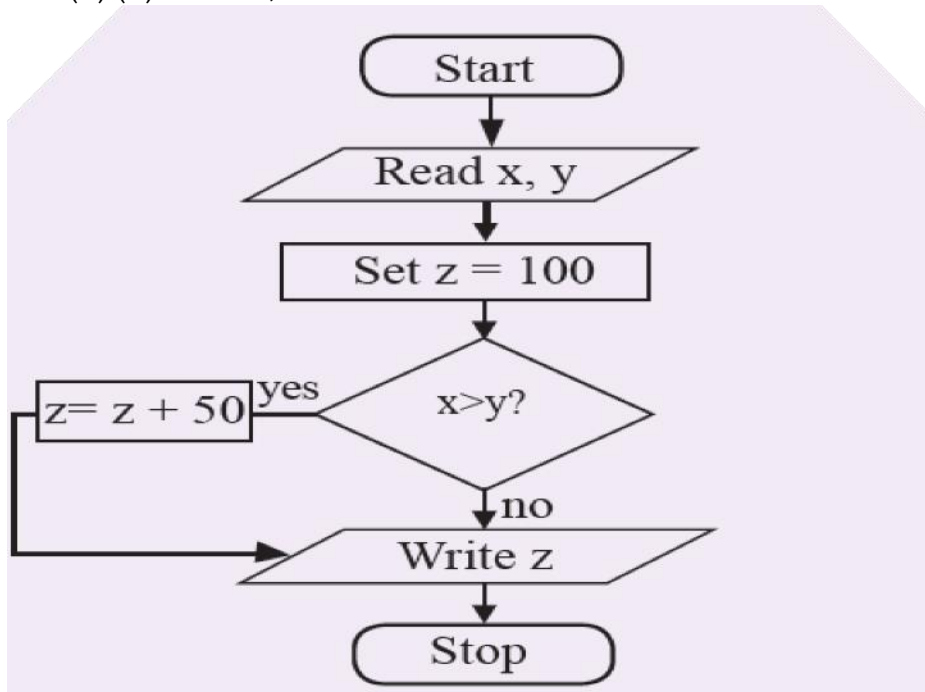 Start
Read x, y
Set z = 100
yes
z= z + 50
x>y?
no
Write z
Stop